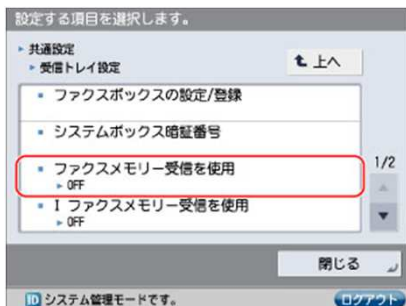 設定する項目を選択します。
共通設定
受信トレイ設定
上へ
ファクスボックスの設定/登録
システムボックス暗証番号
ファクスメモリー受信を使用
OFF
1/2
I ファクスメモリー受信を使用
OFF
閉じる
ID システム管理モードです。
ログアウト